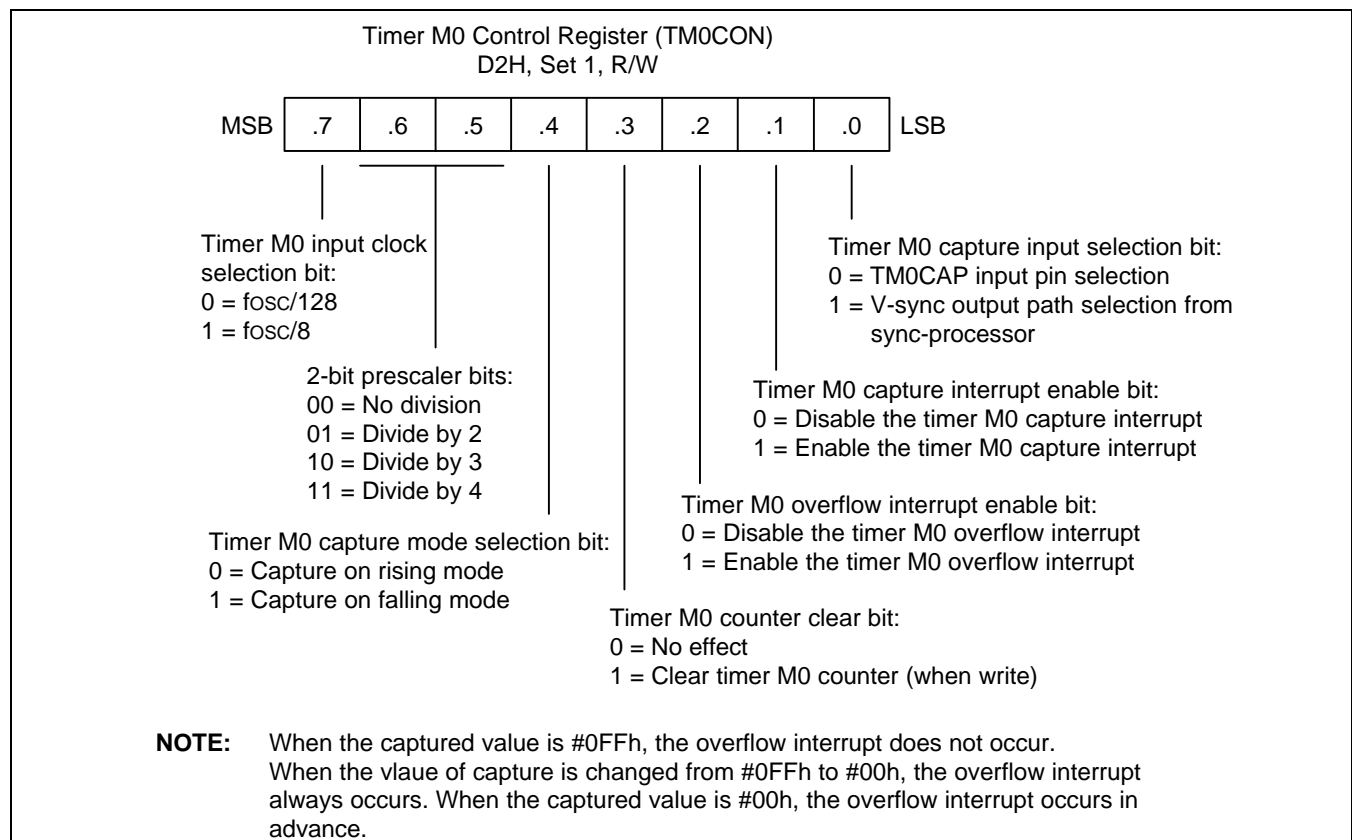 Timer M0 Control Register (TM0CON)
D2H, Set 1, R/W
MSB .7 .6 .5 .4 .3 .2 .1 .0 LSB
Timer M0 input clock
selection bit:
0 = fOSC/128
1 = fOSC/8
Timer M0 capture input selection bit:
0 = TM0CAP input pin selection
1 = V-sync output path selection from
sync-processor
2-bit prescaler bits:
00 = No division
01 = Divide by 2
10 = Divide by 3
11 = Divide by 4
Timer M0 capture interrupt enable bit:
0 = Disable the timer M0 capture interrupt
1 = Enable the timer M0 capture interrupt
Timer M0 overflow interrupt enable bit:
0 = Disable the timer M0 overflow interrupt
1 = Enable the timer M0 overflow interrupt
Timer M0 capture mode selection bit:
0 = Capture on rising mode
1 = Capture on falling mode
Timer M0 counter clear bit:
0 = No effect
1 = Clear timer M0 counter (when write)
NOTE: When the captured value is #0FFh, the overflow interrupt does not occur.
When the vlaue of capture is changed from #0FFh to #00h, the overflow interrupt
always occurs. When the captured value is #00h, the overflow interrupt occurs in
advance.